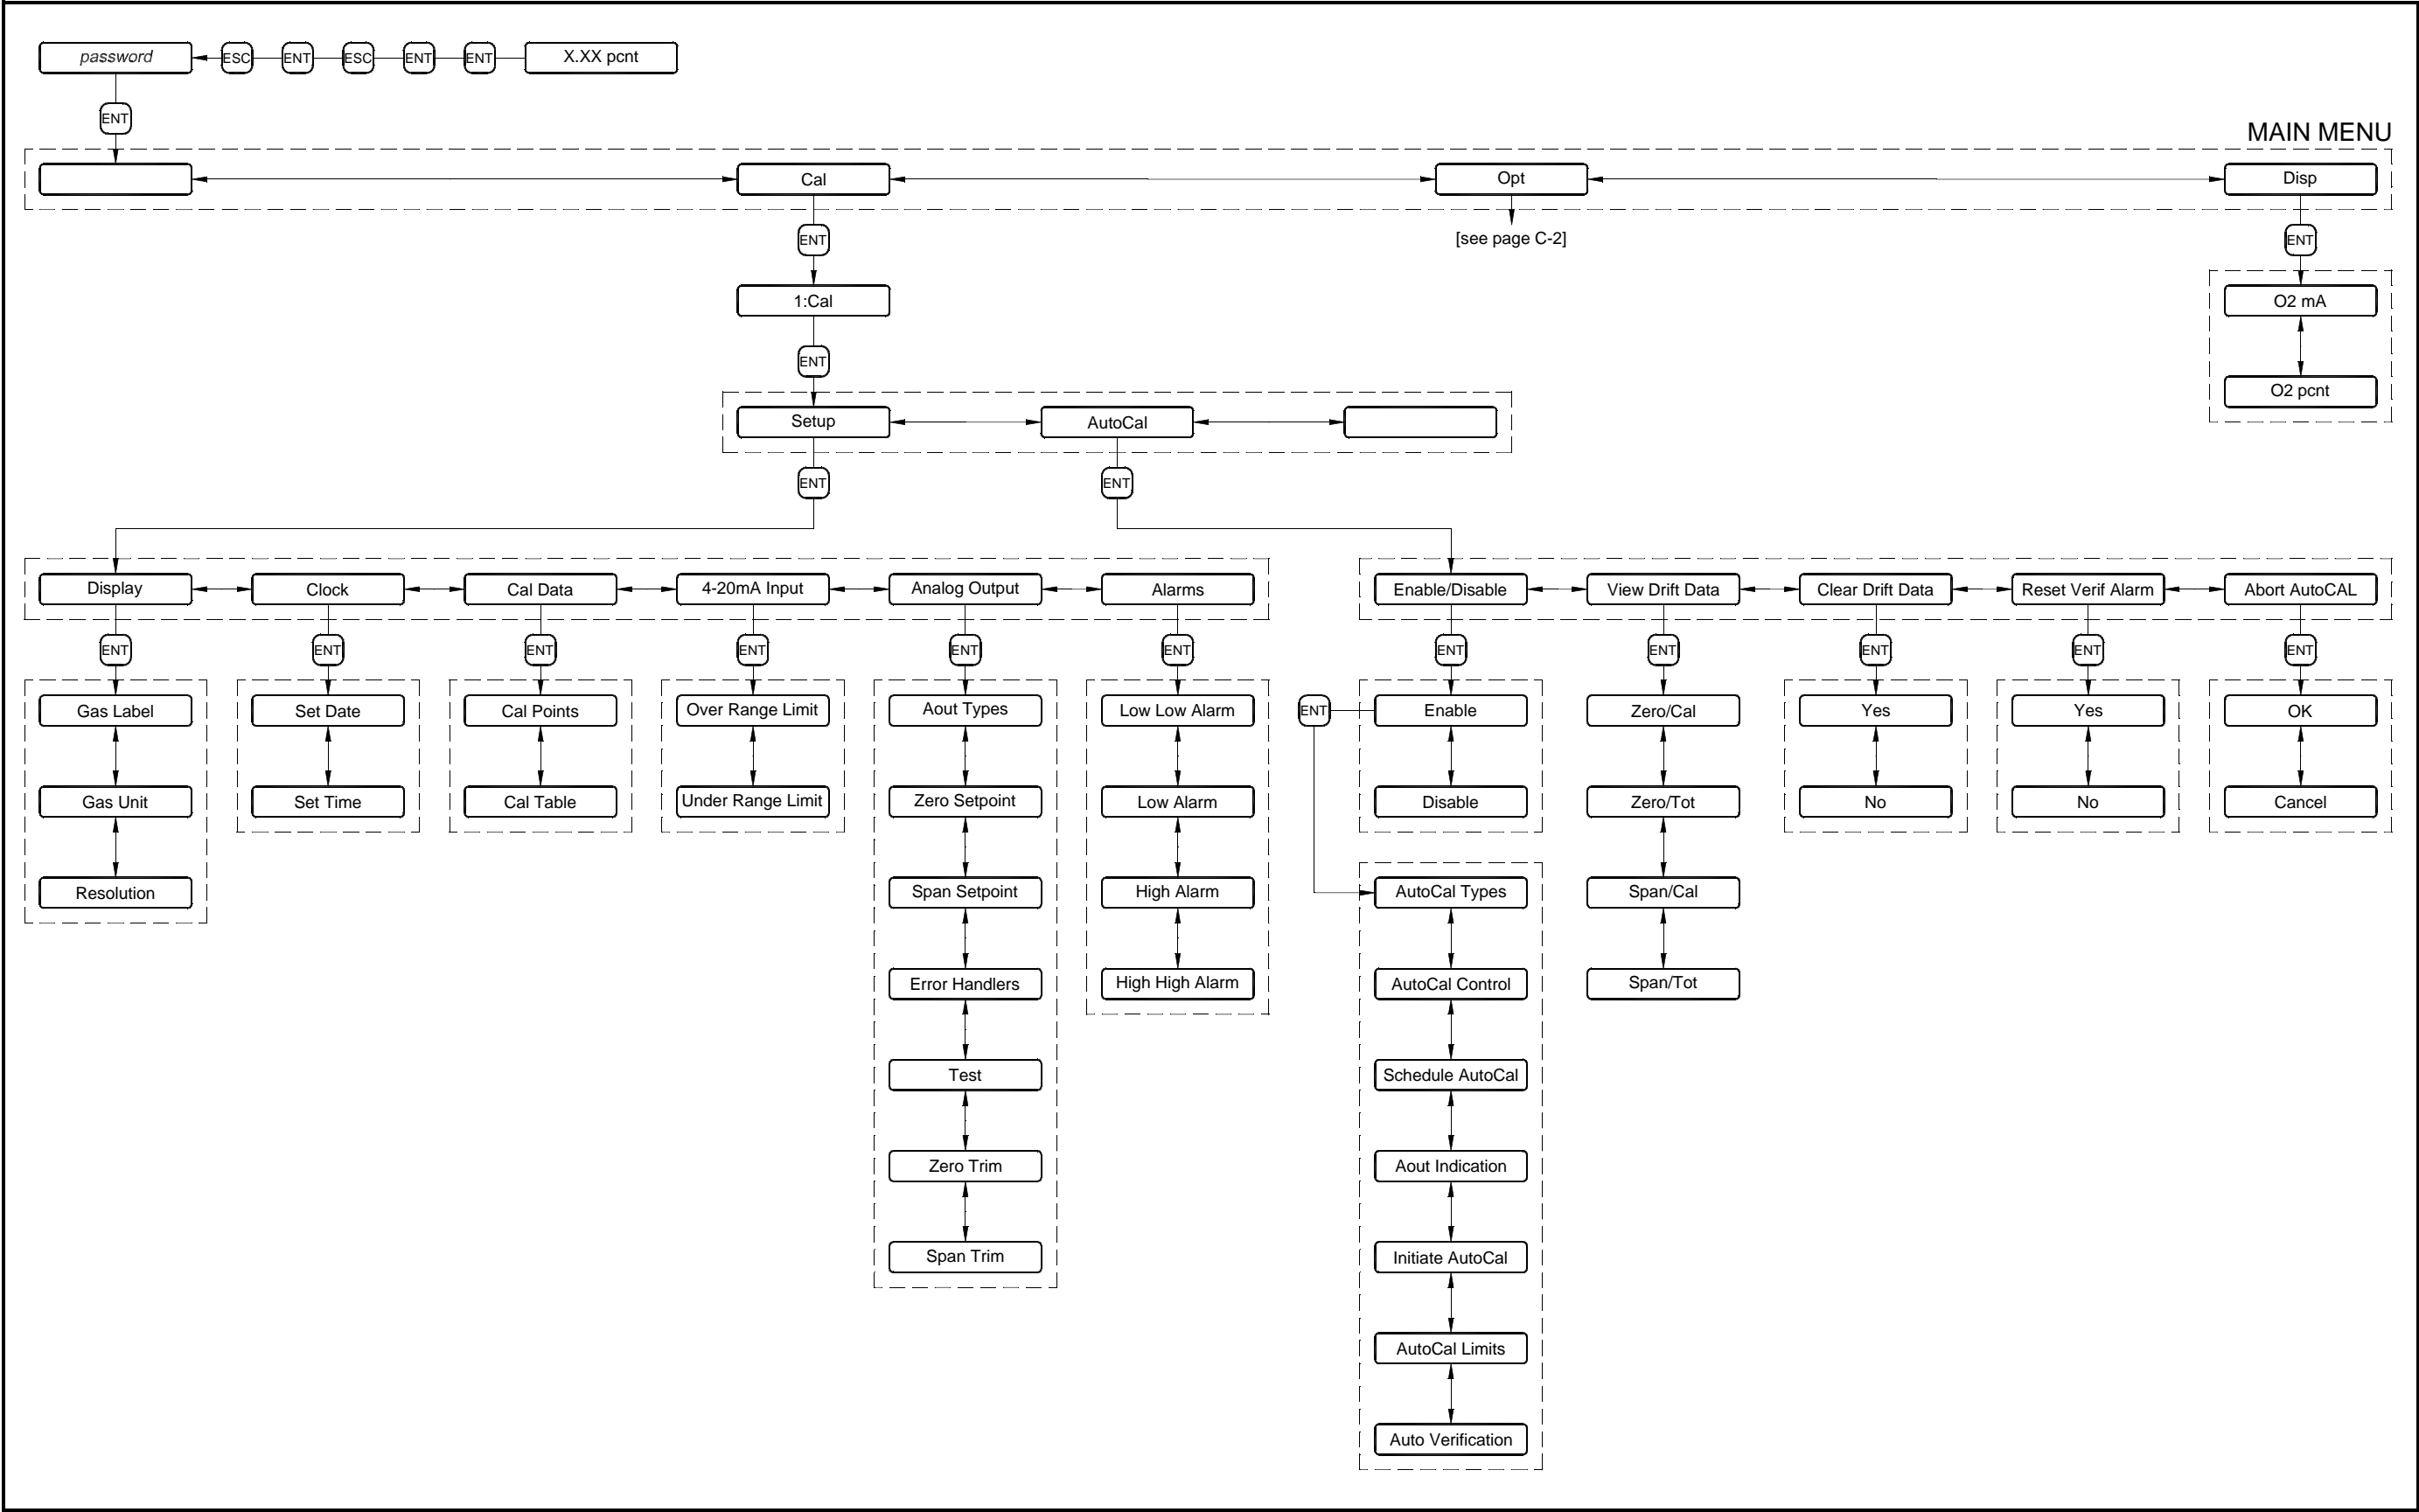 password ESC ENT ESC ENT ENT X.XX pcnt
ENT
MAIN MENU
Cal Opt Disp
ENT [see page C-2] ENT
1:Cal O2 mA
ENT
O2 pcnt
Setup AutoCal
ENT ENT
Display Clock Cal Data 4-20mA Input Analog Output Alarms Enable/Disable View Drift Data Clear Drift Data Reset Verif Alarm Abort AutoCAL
ENT ENT ENT ENT ENT ENT ENT ENT ENT ENT ENT
Gas Label Set Date Cal Points Over Range Limit Aout Types Low Low Alarm ENT Enable Zero/Cal Yes Yes OK
Gas Unit Set Time Cal Table Under Range Limit Zero Setpoint Low Alarm Disable Zero/Tot No No Cancel
Resolution Span Setpoint High Alarm AutoCal Types Span/Cal
Error Handlers High High Alarm AutoCal Control Span/Tot
Test Schedule AutoCal
Zero Trim Aout Indication
Span Trim Initiate AutoCal
AutoCal Limits
Auto Verification